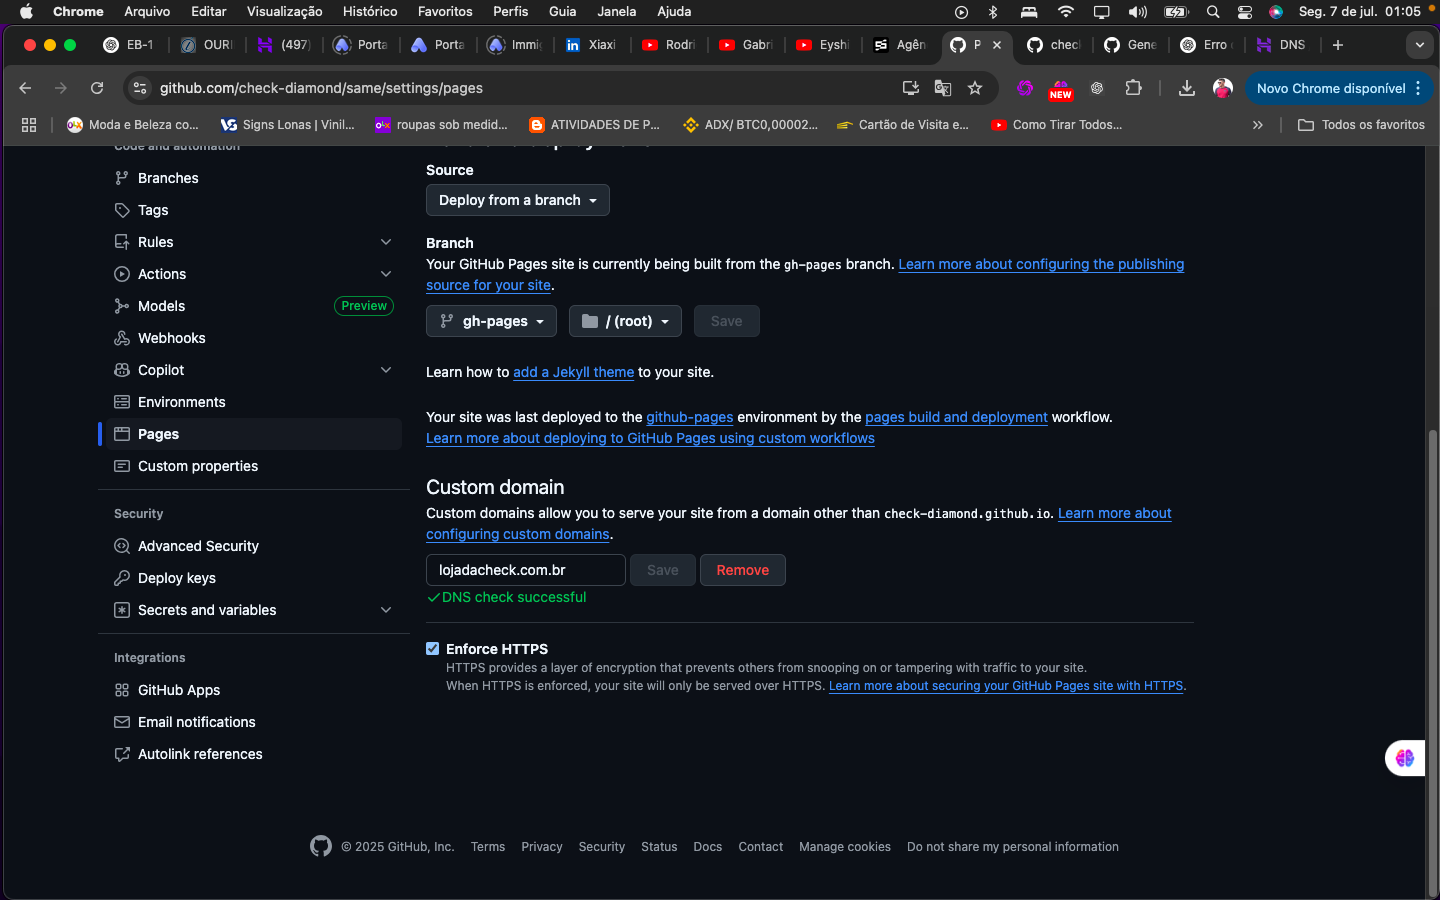 Chrome Arquivo Editar Visualização Histórico Favoritos Perfis Guia Janela Ajuda Seg. 7 de jul. 01:05
EB-1 OURI (497) Porta Porta Immig in Xiaxi Rodri Gabri Eyshi Agên P check Gene Erro DNS
github.com/check-diamond/same/settings/pages NEW Novo Chrome disponível
Moda e Beleza co... Signs Lonas | Vinil... roupas sob medid... ATIVIDADES DE P... ADX/ BTC0,00002... Cartão de Visita e... Como Tirar Todos... » Todos os favoritos
Code and automation
Branches
Tags
Rules
Actions
Models Preview
Webhooks
Copilot
Environments
Pages
Custom properties
Security
Advanced Security
Deploy keys
Secrets and variables
Integrations
GitHub Apps
Email notifications
Autolink references
Source
Deploy from a branch
Branch
Your GitHub Pages site is currently being built from the gh-pages branch. Learn more about configuring the publishing
source for your site.
gh-pages / (root) Save
Learn how to add a Jekyll theme to your site.
Your site was last deployed to the github-pages environment by the pages build and deployment workflow.
Learn more about deploying to GitHub Pages using custom workflows
Custom domain
Custom domains allow you to serve your site from a domain other than check-diamond.github.io. Learn more about
configuring custom domains.
lojadacheck.com.br Save Remove
DNS check successful
Enforce HTTPS
HTTPS provides a layer of encryption that prevents others from snooping on or tampering with traffic to your site.
When HTTPS is enforced, your site will only be served over HTTPS. Learn more about securing your GitHub Pages site with HTTPS.
© 2025 GitHub, Inc. Terms Privacy Security Status Docs Contact Manage cookies Do not share my personal information